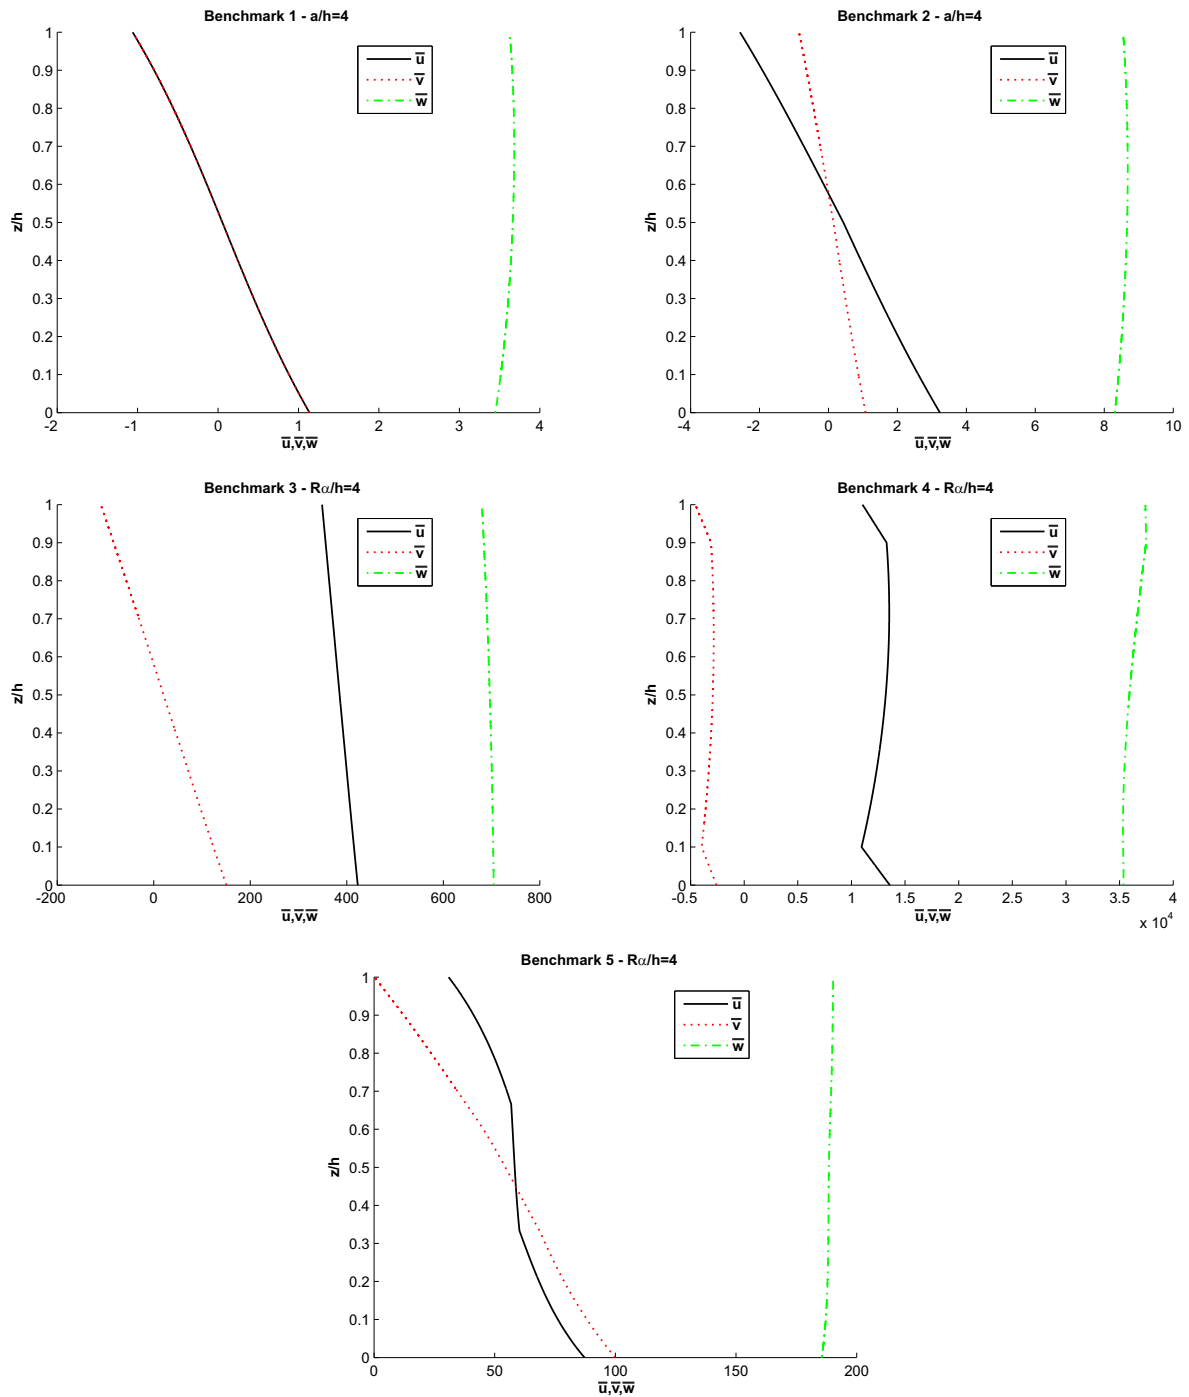 Benchmark 1 - a/h=4
1
0.9
0.8
0.7
0.6
0.5
0.4
0.3
0.2
0.1
0
z/h
u̅
v̅
w̅
-2 -1 0 1 2 3 4
u̅,v̅,w̅
Benchmark 2 - a/h=4
1
0.9
0.8
0.7
0.6
0.5
0.4
0.3
0.2
0.1
0
z/h
u̅
v̅
w̅
-4 -2 0 2 4 6 8 10
u̅,v̅,w̅
Benchmark 3 - Rα/h=4
1
0.9
0.8
0.7
0.6
0.5
0.4
0.3
0.2
0.1
0
z/h
u̅
v̅
w̅
-200 0 200 400 600 800
u̅,v̅,w̅
Benchmark 4 - Rα/h=4
1
0.9
0.8
0.7
0.6
0.5
0.4
0.3
0.2
0.1
0
z/h
u̅
v̅
w̅
-0.5 0 0.5 1 1.5 2 2.5 3 3.5 4
u̅,v̅,w̅
x 10⁴
Benchmark 5 - Rα/h=4
1
0.9
0.8
0.7
0.6
0.5
0.4
0.3
0.2
0.1
0
z/h
u̅
v̅
w̅
0 50 100 150 200
u̅,v̅,w̅